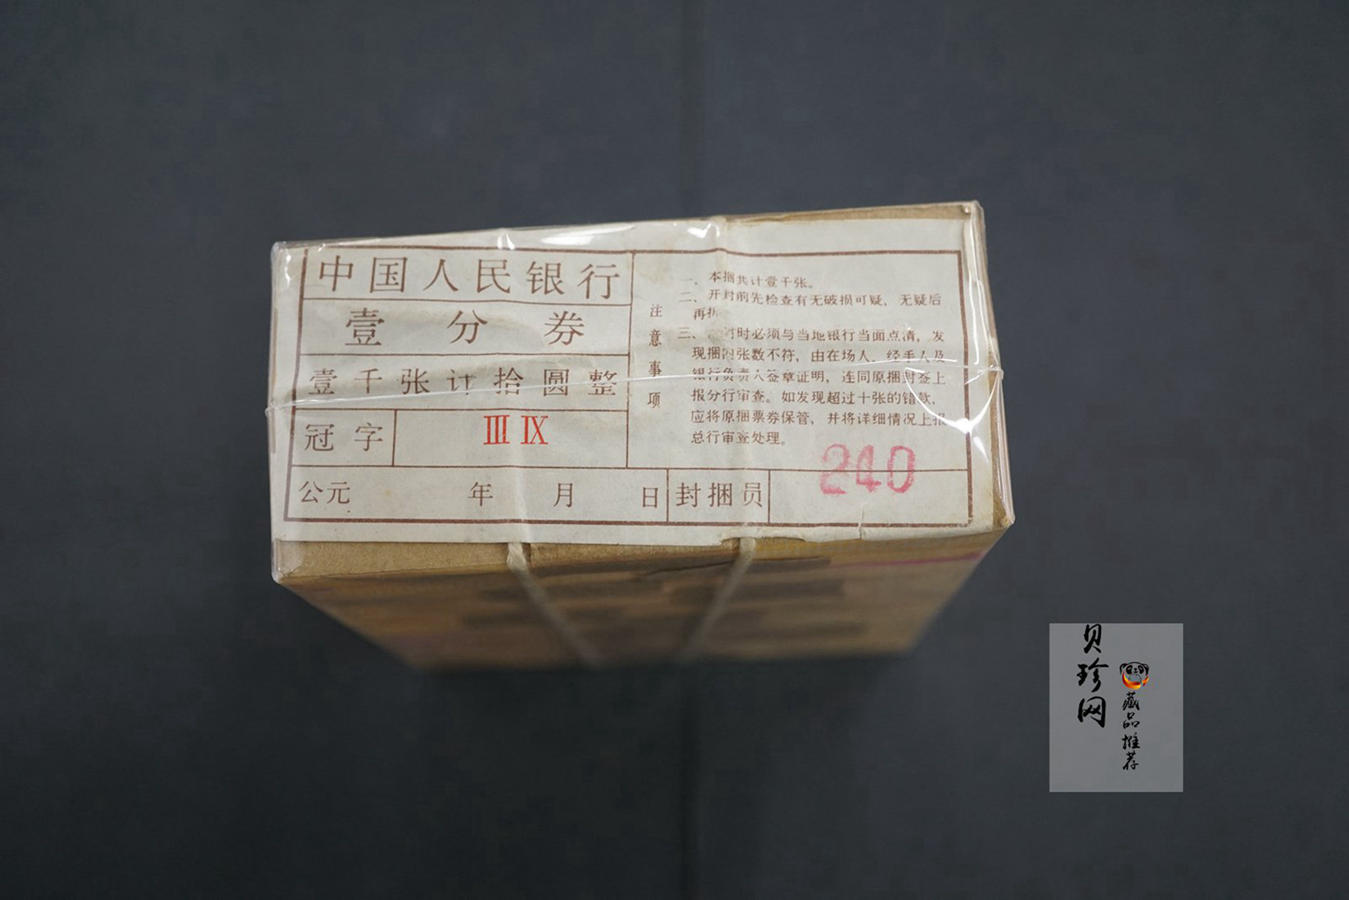 中国人民银行
壹分券
壹千张计拾圆整
冠字 III IX
公元 年 月 日 封捆员 240
注意事项
一、本捆共计壹千张。
二、开封前先检查有无破损可疑，无疑后
再拆
三、时必须与当地银行当面点清，发
现捆内张数不符，由在场人、经手人及
银行负责人签章证明，连同原捆封签上
报分行审查。如发现超过十张的错款，
应将原捆票券保管，并将详细情况上报
总行审查处理。
贝珍网
藏品推荐